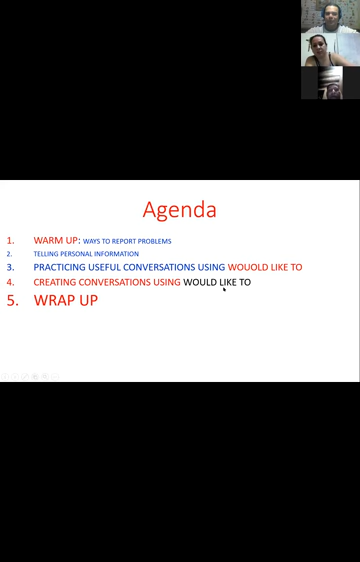 Agenda
1. WARM UP: WAYS TO REPORT PROBLEMS
2. TELLING PERSONAL INFORMATION
3. PRACTICING USEFUL CONVERSATIONS USING WOUOLD LIKE TO
4. CREATING CONVERSATIONS USING WOULD LIKE TO
5. WRAP UP